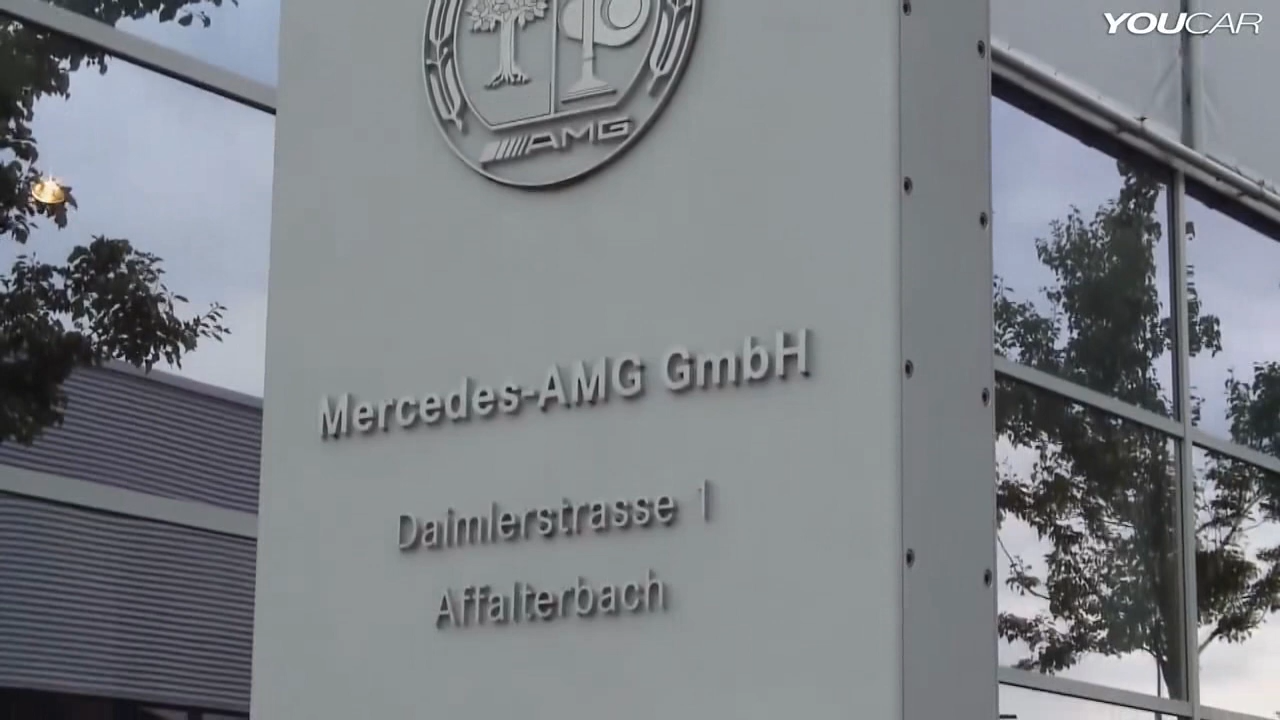 YOUCAR
AMG
Mercedes-AMG GmbH
Daimlerstrasse 1
Affalterbach